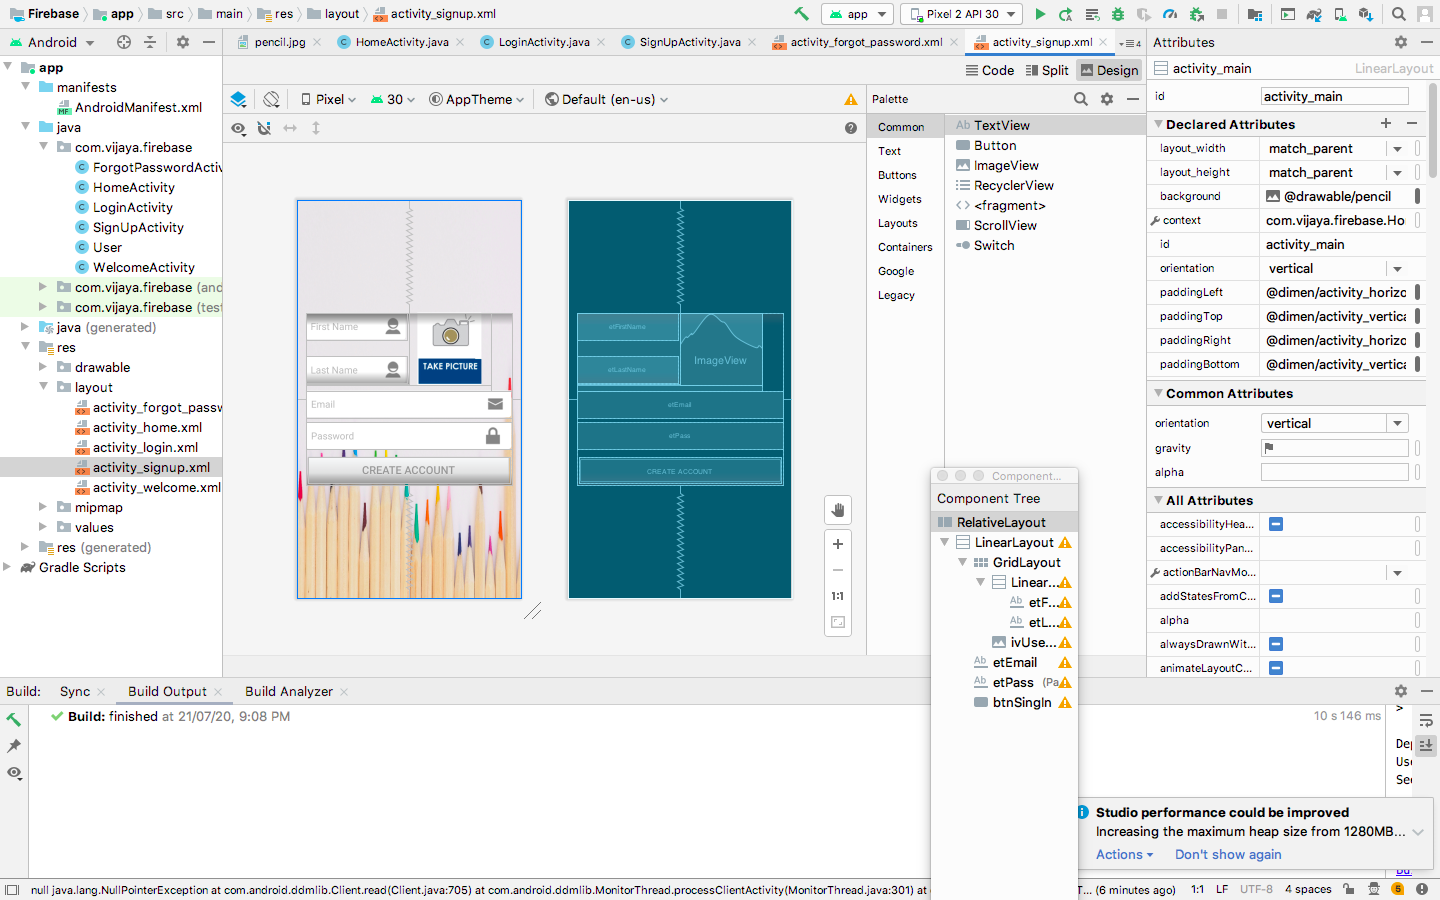 Firebase app src main res layout activity_signup.xml
app
Pixel 2 API 30
Android
pencil.jpg
HomeActivity.java
LoginActivity.java
SignUpActivity.java
activity_forgot_password.xml
activity_signup.xml
4
Attributes
Code
Split
Design
activity_main
LinearLayout
app
manifests
AndroidManifest.xml
java
com.vijaya.firebase
ForgotPasswordActiv
HomeActivity
LoginActivity
SignUpActivity
User
WelcomeActivity
com.vijaya.firebase (and
com.vijaya.firebase (test
java (generated)
res
drawable
layout
activity_forgot_passw
activity_home.xml
activity_login.xml
activity_signup.xml
activity_welcome.xml
mipmap
values
res (generated)
Gradle Scripts
Pixel
30
AppTheme
Default (en-us)
First Name
Last Name
TAKE PICTURE
Email
Password
CREATE ACCOUNT
etFirstName
etLastName
ImageView
etEmail
etPass
CREATE ACCOUNT
1:1
Palette
Common
Text
Buttons
Widgets
Layouts
Containers
Google
Legacy
Ab TextView
Button
ImageView
RecyclerView
<fragment>
ScrollView
Switch
Component...
Component Tree
RelativeLayout
LinearLayout
GridLayout
Linear...
Ab etF...
Ab etL...
ivUse...
Ab etEmail
Ab etPass (Pa
btnSingIn
id activity_main
Declared Attributes
layout_width match_parent
layout_height match_parent
background @drawable/pencil
context com.vijaya.firebase.Ho
id activity_main
orientation vertical
paddingLeft @dimen/activity_horizo
paddingTop @dimen/activity_vertica
paddingRight @dimen/activity_horizo
paddingBottom @dimen/activity_vertica
Common Attributes
orientation vertical
gravity
alpha
All Attributes
accessibilityHea...
accessibilityPan...
actionBarNavMo...
addStatesFromC...
alpha
alwaysDrawnWit...
animateLayoutC...
Build: Sync Build Output Build Analyzer
Build: finished at 21/07/20, 9:08 PM
10 s 146 ms
>
Dep
Use
See
Studio performance could be improved
Increasing the maximum heap size from 1280MB...
Actions Don't show again
null java.lang.NullPointerException at com.android.ddmlib.Client.read(Client.java:705) at com.android.ddmlib.MonitorThread.processClientActivity(MonitorThread.java:301) at c
T... (6 minutes ago) 1:1 LF UTF-8 4 spaces 5